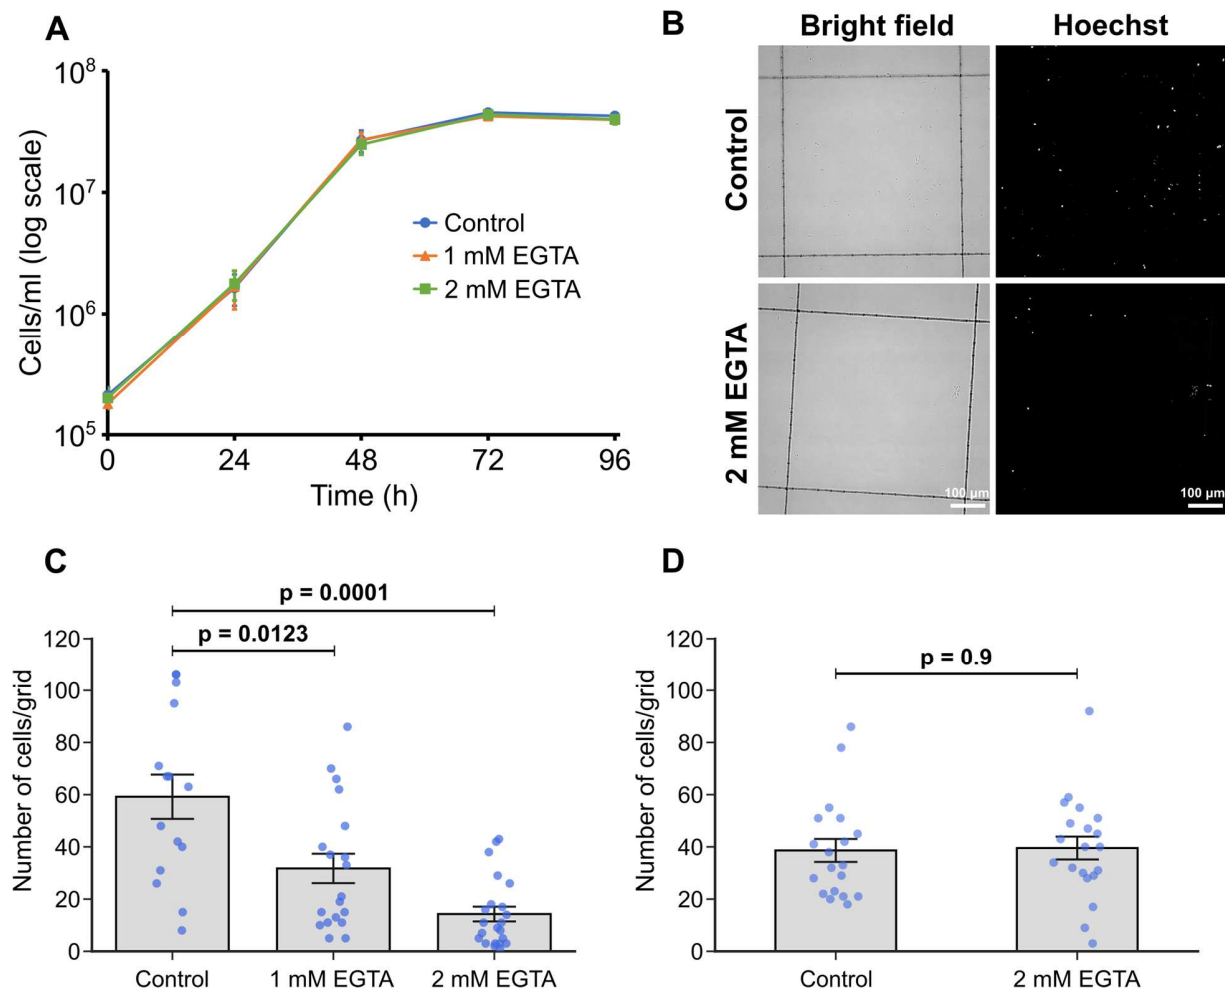 A
Cells/ml (log scale)
10⁸
10⁷
10⁶
10⁵
0 24 48 72 96
Time (h)
Control
1 mM EGTA
2 mM EGTA
B
Bright field Hoechst
Control
2 mM EGTA
100 µm 100 µm
C
p = 0.0001
p = 0.0123
Number of cells/grid
120
100
80
60
40
20
0
Control 1 mM EGTA 2 mM EGTA
D
p = 0.9
Number of cells/grid
120
100
80
60
40
20
0
Control 2 mM EGTA